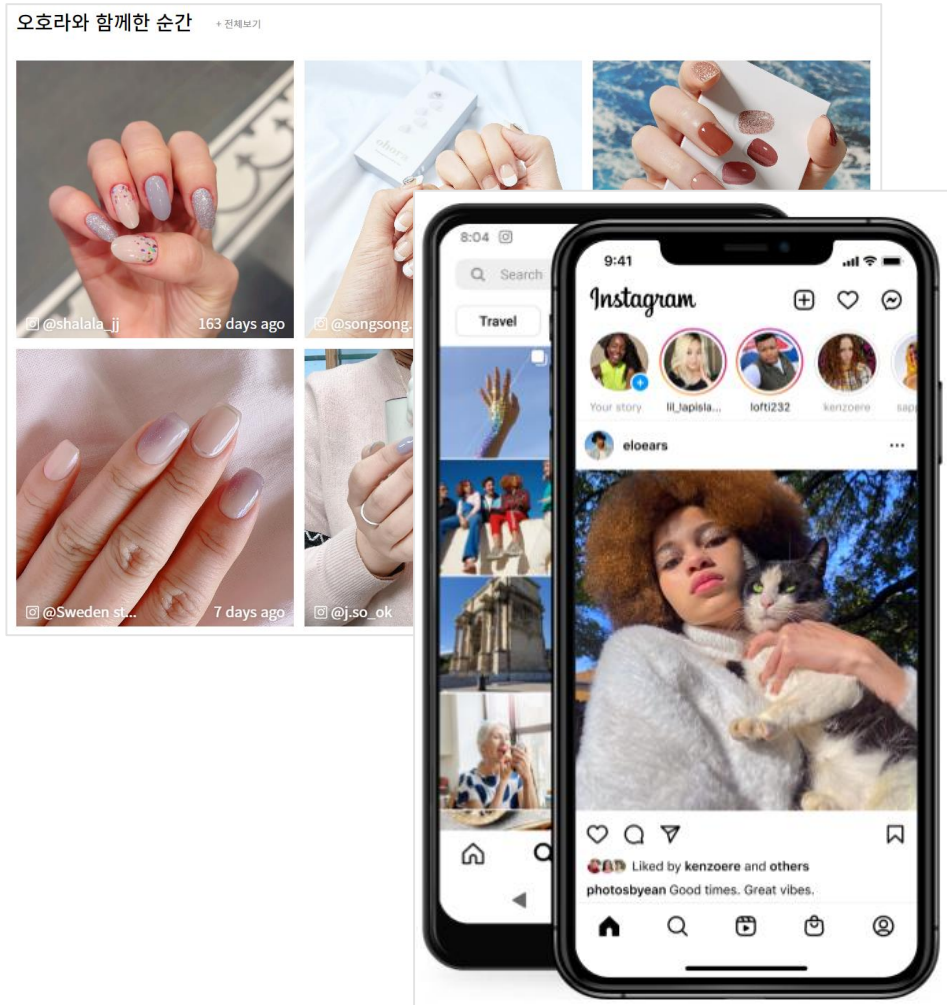 오호라와 함께한 순간 + 전체보기
ohora
@shalala_jj 163 days ago
@songsong.
@Sweden st... 7 days ago
@j.so_ok
8:04
Search
Travel
9:41
Instagram
Your story lil_lapisla... lofti232 kenzoere sapp
eloears
Liked by kenzoere and others
photosbyean Good times. Great vibes.